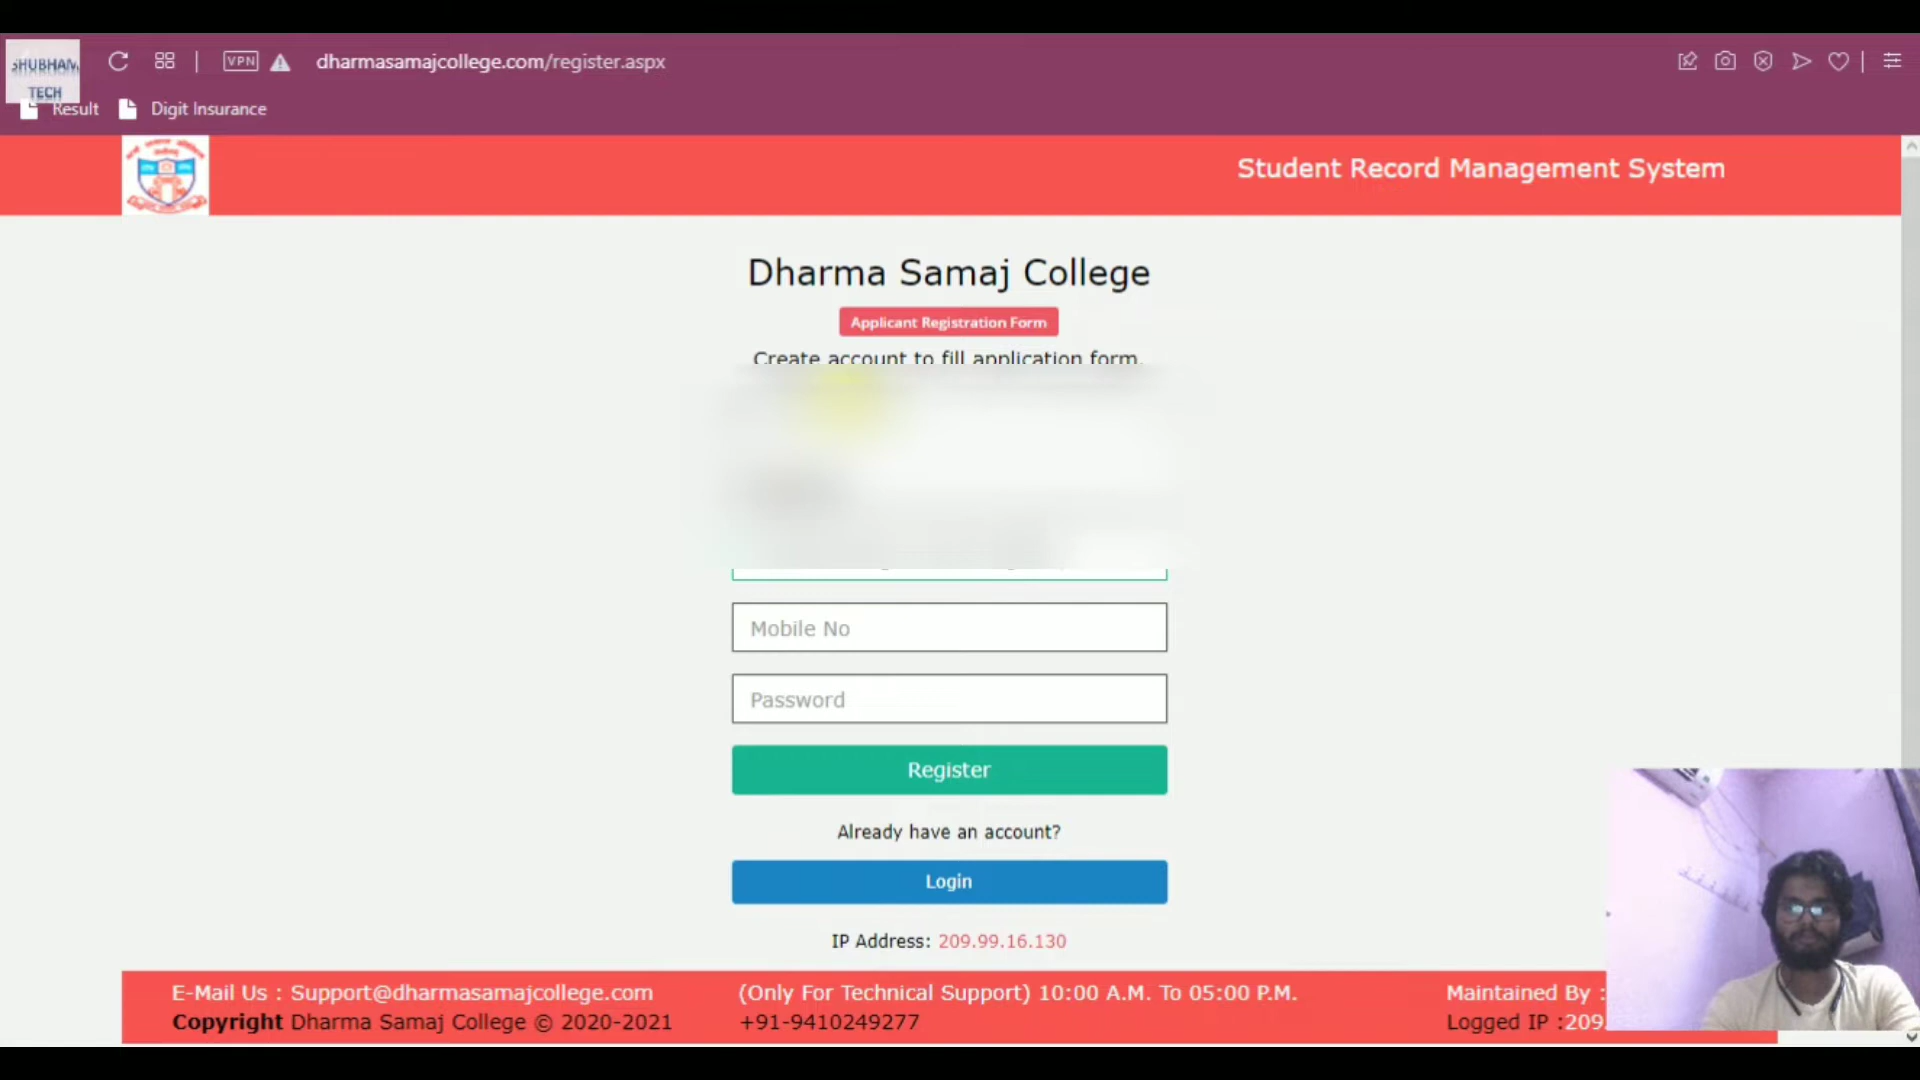 SHUBHAM
TECH
VPN
dharmasamajcollege.com/register.aspx
Result
Digit Insurance
Student Record Management System
Dharma Samaj College
Applicant Registration Form
Create account to fill application form.
Mobile No
Password
Register
Already have an account?
Login
IP Address: 209.99.16.130
E-Mail Us : Support@dharmasamajcollege.com
(Only For Technical Support) 10:00 A.M. To 05:00 P.M.
Maintained By :
Copyright Dharma Samaj College © 2020-2021
+91-9410249277
Logged IP :209.